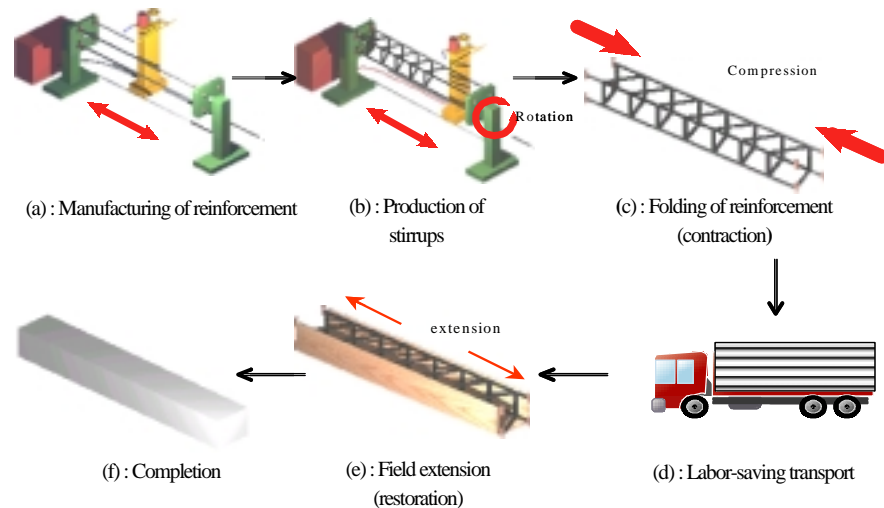 Compression
Rotation
(a) : Manufacturing of reinforcement
(b) : Production of
stirrups
(c) : Folding of reinforcement
(contraction)
extension
(f) : Completion
(e) : Field extension
(restoration)
(d) : Labor-saving transport